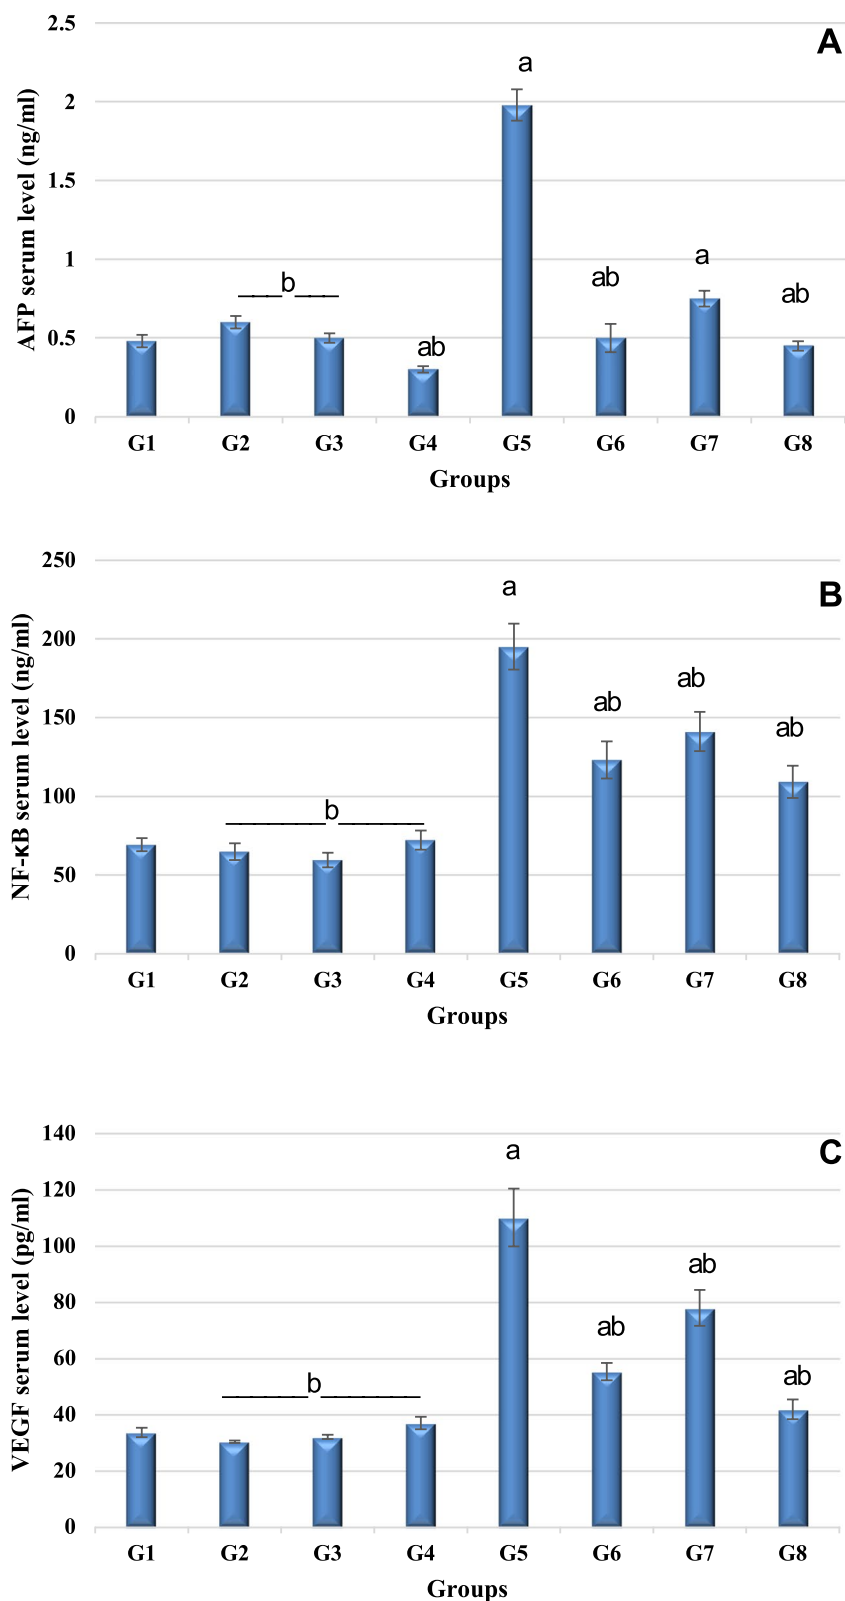 A
AFP serum level (ng/ml)
2.5
2
1.5
1
0.5
0
b
ab
a
ab
a
ab
G1 G2 G3 G4 G5 G6 G7 G8
Groups
B
NF-κB serum level (ng/ml)
250
200
150
100
50
0
b
a
ab
ab
ab
G1 G2 G3 G4 G5 G6 G7 G8
Groups
C
VEGF serum level (pg/ml)
140
120
100
80
60
40
20
0
b
a
ab
ab
ab
G1 G2 G3 G4 G5 G6 G7 G8
Groups